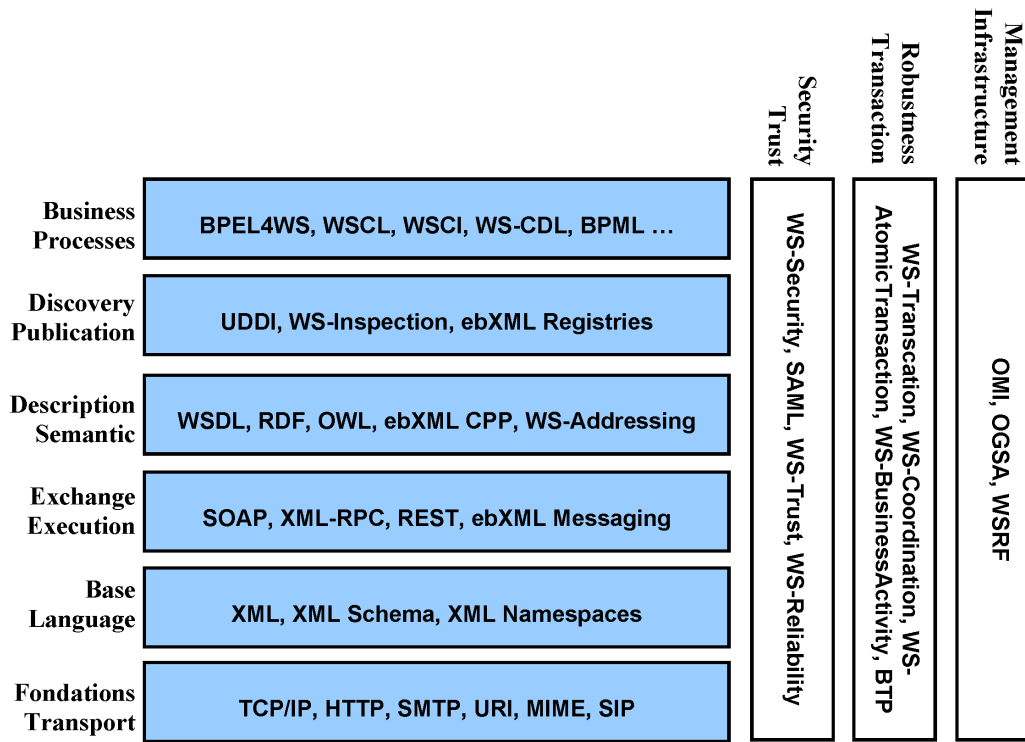 Security
Trust
Robustness
Transaction
Management
Infrastructure
Business
Processes
BPEL4WS, WSCL, WSCI, WS-CDL, BPML …
Discovery
Publication
UDDI, WS-Inspection, ebXML Registries
Description
Semantic
WSDL, RDF, OWL, ebXML CPP, WS-Addressing
Exchange
Execution
SOAP, XML-RPC, REST, ebXML Messaging
Base
Language
XML, XML Schema, XML Namespaces
Fondations
Transport
TCP/IP, HTTP, SMTP, URI, MIME, SIP
WS-Security, SAML, WS-Trust, WS-Reliability
WS-Transcation, WS-Coordination, WS-
AtomicTransaction, WS-BusinessActivity, BTP
OMI, OGSA, WSRF